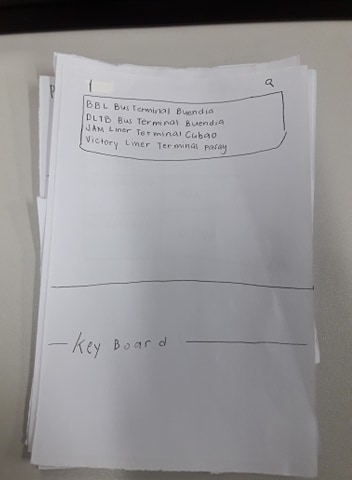 BBL Bus Terminal Buendia
DLTB Bus Terminal Buendia
JAM Liner Terminal Cubao
Victory Liner Terminal Pasay
Key Board